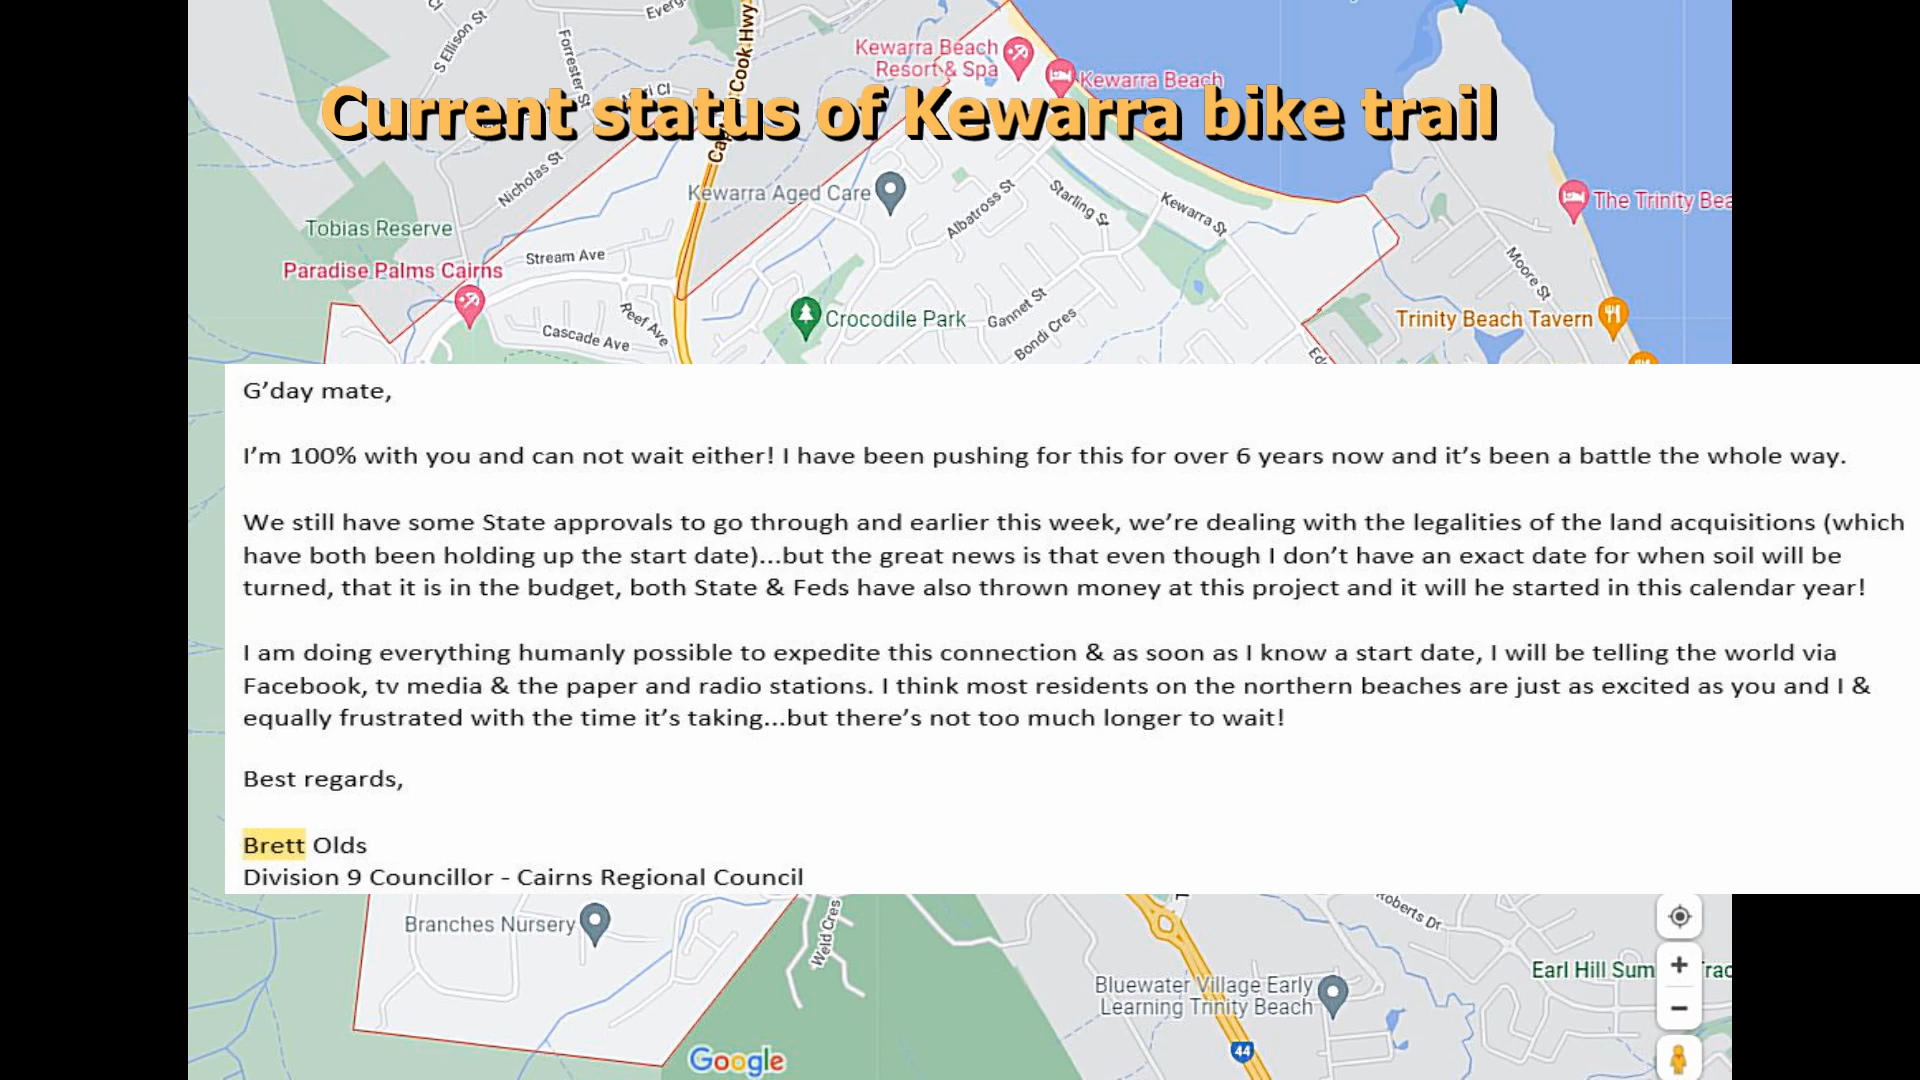 Everg
S Ellison St
Forrester St
Cook Hwy
Kewarra Beach
Resort & Spa
Kewarra Beach
Current status of Kewarra bike trail
Nicholas St
Kewarra Aged Care
Albatross St
Starling St
Kewarra St
The Trinity Bea
Tobias Reserve
Stream Ave
Paradise Palms Cairns
Moore St
Reef Ave
Cascade Ave
Crocodile Park
Gannet St
Bondi Cres
Trinity Beach Tavern
G'day mate,
I'm 100% with you and can not wait either! I have been pushing for this for over 6 years now and it's been a battle the whole way.
We still have some State approvals to go through and earlier this week, we're dealing with the legalities of the land acquisitions (which
have both been holding up the start date)...but the great news is that even though I don't have an exact date for when soil will be
turned, that it is in the budget, both State & Feds have also thrown money at this project and it will he started in this calendar year!
I am doing everything humanly possible to expedite this connection & as soon as I know a start date, I will be telling the world via
Facebook, tv media & the paper and radio stations. I think most residents on the northern beaches are just as excited as you and I &
equally frustrated with the time it's taking...but there's not too much longer to wait!
Best regards,
Brett Olds
Division 9 Councillor - Cairns Regional Council
Branches Nursery
Weld Cres
Roberts Dr
Earl Hill Sum
Trac
Bluewater Village Early
Learning Trinity Beach
44
Google